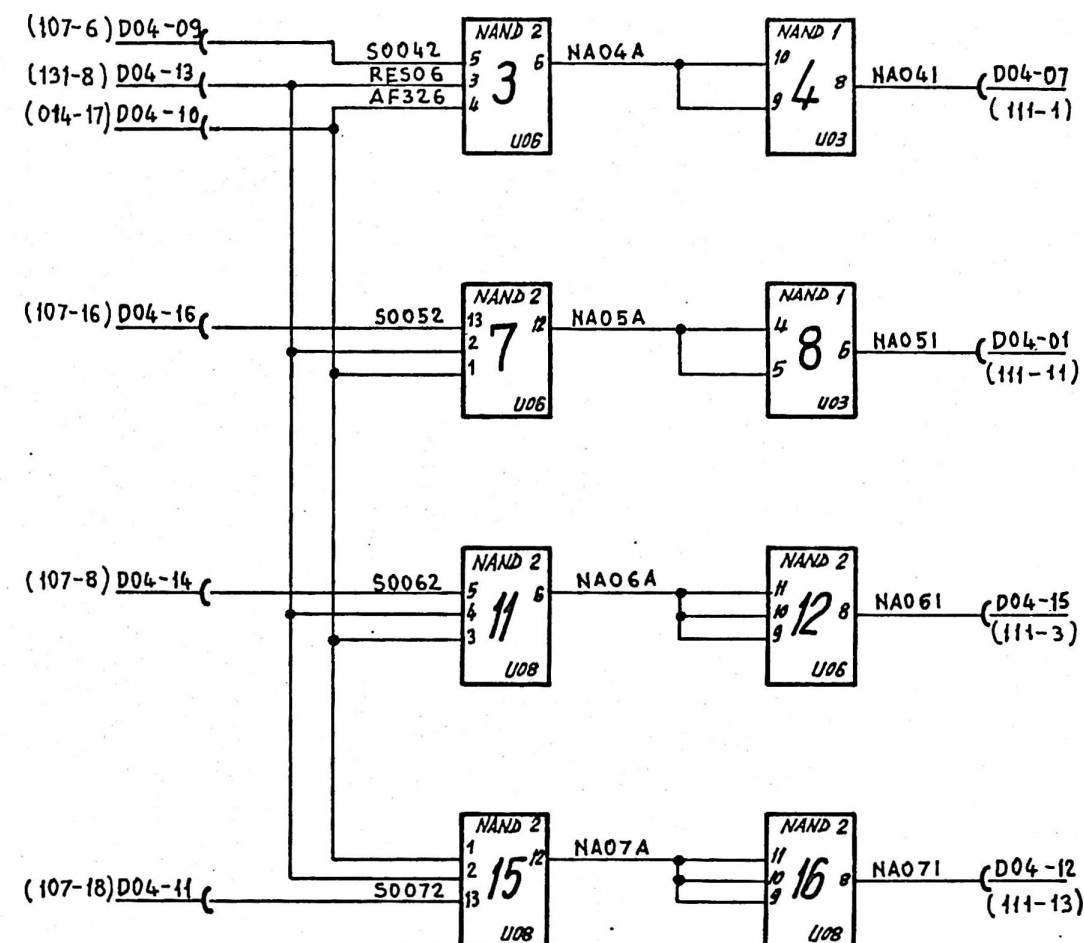 (107-6) D04-09
(131-8) D04-13
(014-17) D04-10
S0042
RES06
AF326
NAND 2
5
3
4
3
6
U06
NA04A
NAND 1
10
9
4
8
U03
NA041
D04-07
(111-1)
(107-16) D04-16
S0052
NAND 2
13
2
1
7
12
U06
NA05A
NAND 1
4
5
8
6
U03
NA051
D04-01
(111-11)
(107-8) D04-14
S0062
NAND 2
5
4
3
11
6
U08
NA06A
NAND 2
11
10
9
12
8
U06
NA061
D04-15
(111-3)
(107-18) D04-11
S0072
NAND 2
1
2
13
15
12
U08
NA07A
NAND 2
11
10
9
16
8
U08
NA071
D04-12
(111-13)